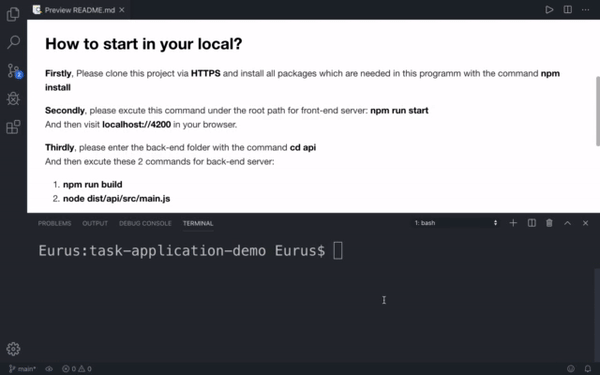 Preview README.md
How to start in your local?
Firstly, Please clone this project via HTTPS and install all packages which are needed in this programm with the command npm
install
Secondly, please excute this command under the root path for front-end server: npm run start
And then visit localhost://4200 in your browser.
Thirdly, please enter the back-end folder with the command cd api
And then excute these 2 commands for back-end server:
1. npm run build
2. node dist/api/src/main.js
PROBLEMS OUTPUT DEBUG CONSOLE TERMINAL 1: bash
Eurus:task-application-demo Eurus$
main* 0 0